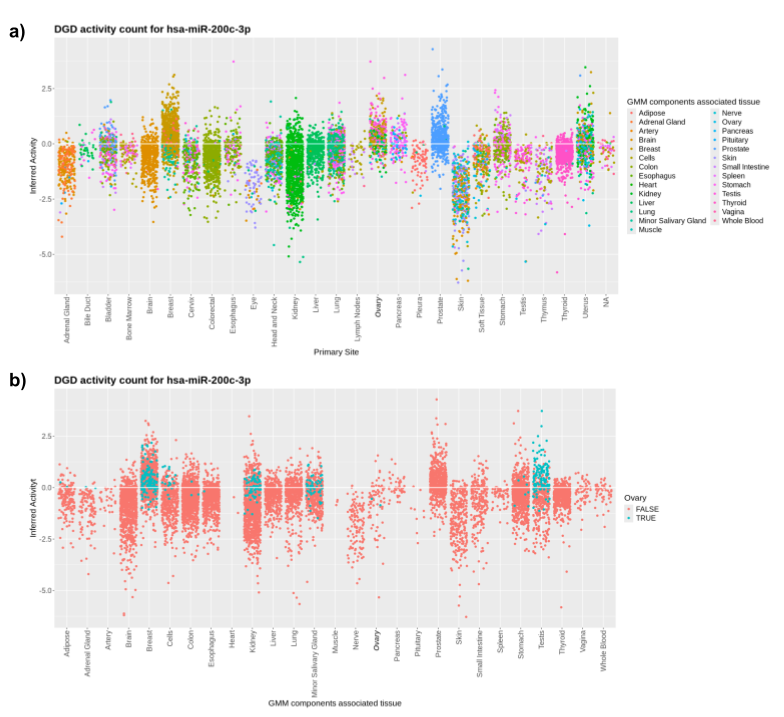 a)
DGD activity count for hsa-miR-200c-3p
Inferred Activity
2.5
0.0
-2.5
-5.0
Adrenal Gland
Bile Duct
Bladder
Bone Marrow
Brain
Breast
Cervix
Colorectal
Esophagus
Eye
Head and Neck
Kidney
Liver
Lung
Lymph Nodes
Ovary
Pancreas
Pleura
Prostate
Skin
Soft Tissue
Stomach
Testis
Thymus
Thyroid
Uterus
NA
Primary Site
GMM components associated tissue
Adipose
Adrenal Gland
Artery
Brain
Breast
Cells
Colon
Esophagus
Heart
Kidney
Liver
Lung
Minor Salivary Gland
Muscle
Nerve
Ovary
Pancreas
Pituitary
Prostate
Skin
Small Intestine
Spleen
Stomach
Testis
Thyroid
Vagina
Whole Blood
b)
DGD activity count for hsa-miR-200c-3p
Inferred Activityt
2.5
0.0
-2.5
-5.0
Adipose
Adrenal Gland
Artery
Brain
Breast
Cells
Colon
Esophagus
Heart
Kidney
Liver
Lung
Minor Salivary Gland
Muscle
Nerve
Ovary
Pancreas
Pituitary
Prostate
Skin
Small Intestine
Spleen
Stomach
Testis
Thyroid
Vagina
Whole Blood
GMM components associated tissue
Ovary
FALSE
TRUE